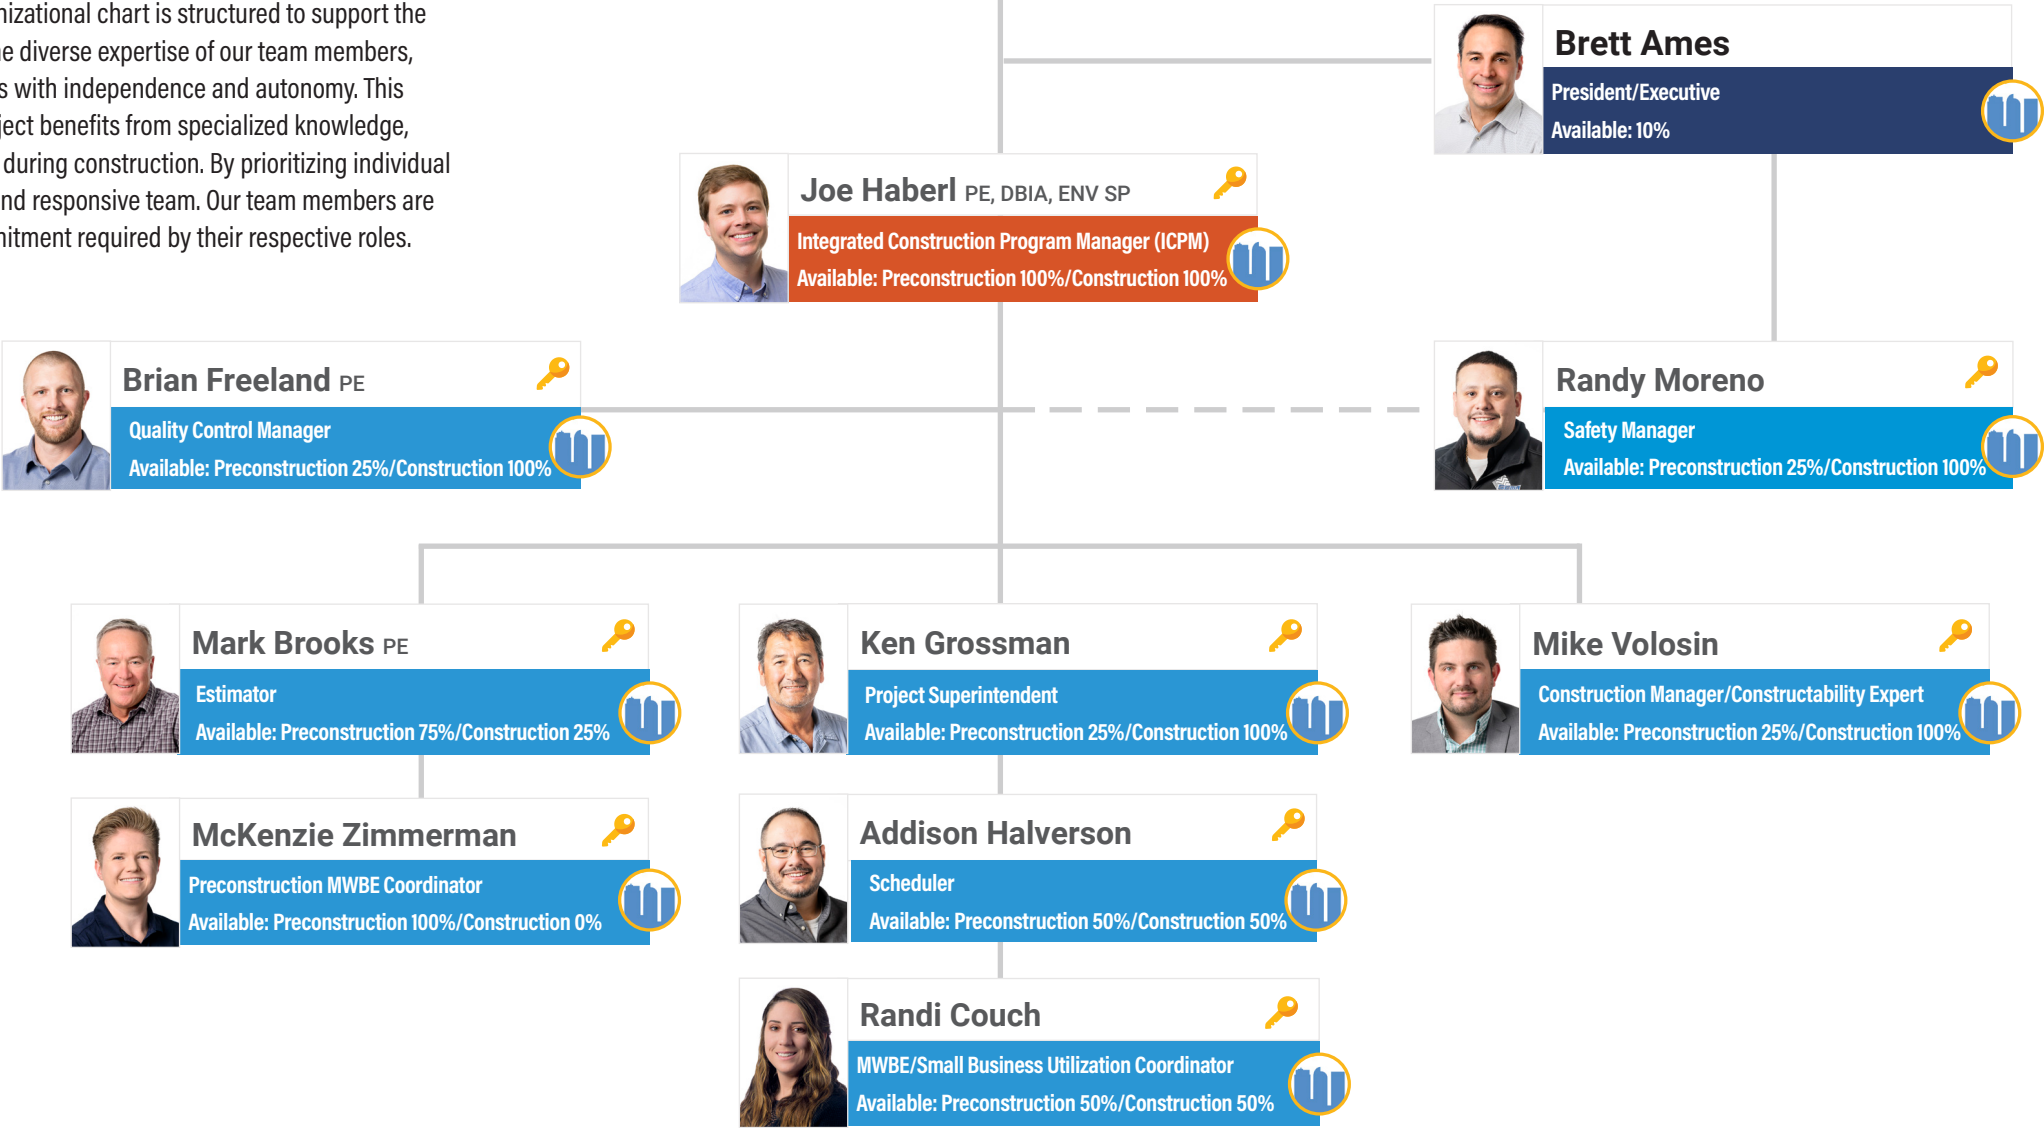 nizational chart is structured to support the
diverse expertise of our team members,
with independence and autonomy. This
benefits from specialized knowledge,
during construction. By prioritizing individual
responsive team. Our team members are
required by their respective roles.
Brett Ames
President/Executive
Available: 10%
Joe Haberl PE, DBIA, ENV SP
Integrated Construction Program Manager (ICPM)
Available: Preconstruction 100%/Construction 100%
Brian Freeland PE
Quality Control Manager
Available: Preconstruction 25%/Construction 100%
Randy Moreno
Safety Manager
Available: Preconstruction 25%/Construction 100%
Mark Brooks PE
Estimator
Available: Preconstruction 75%/Construction 25%
Ken Grossman
Project Superintendent
Available: Preconstruction 25%/Construction 100%
Mike Volosin
Construction Manager/Constructability Expert
Available: Preconstruction 25%/Construction 100%
McKenzie Zimmerman
Preconstruction MWBE Coordinator
Available: Preconstruction 100%/Construction 0%
Addison Halverson
Scheduler
Available: Preconstruction 50%/Construction 50%
Randi Couch
MWBE/Small Business Utilization Coordinator
Available: Preconstruction 50%/Construction 50%